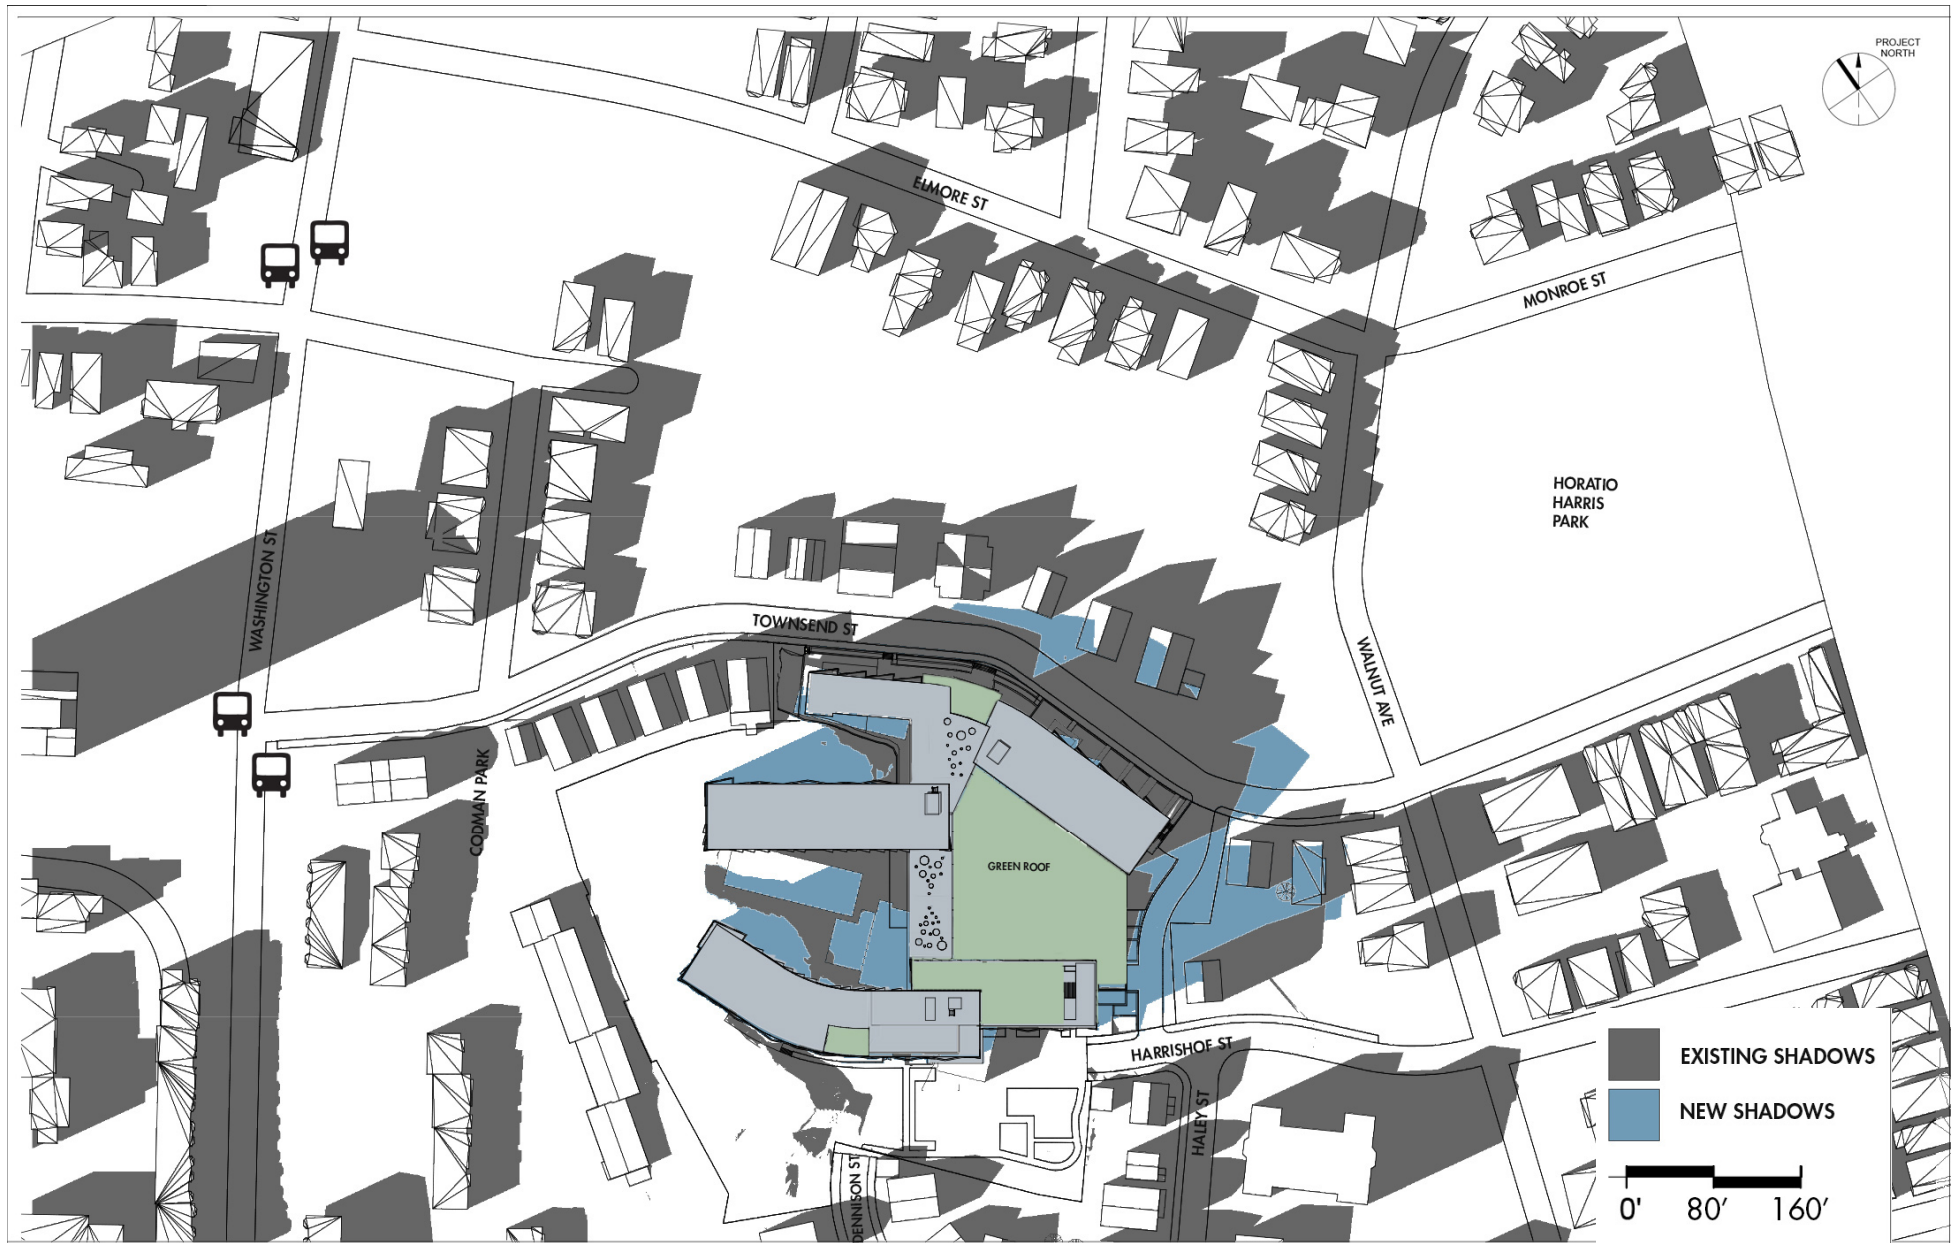 PROJECT
NORTH
ELMORE ST
MONROE ST
HORATIO
HARRIS
PARK
WASHINGTON ST
TOWNSEND ST
WALNUT AVE
CODMAN PARK
GREEN ROOF
HARRISHOF ST
HALEY ST
DENNISON ST
EXISTING SHADOWS
NEW SHADOWS
0' 80' 160'